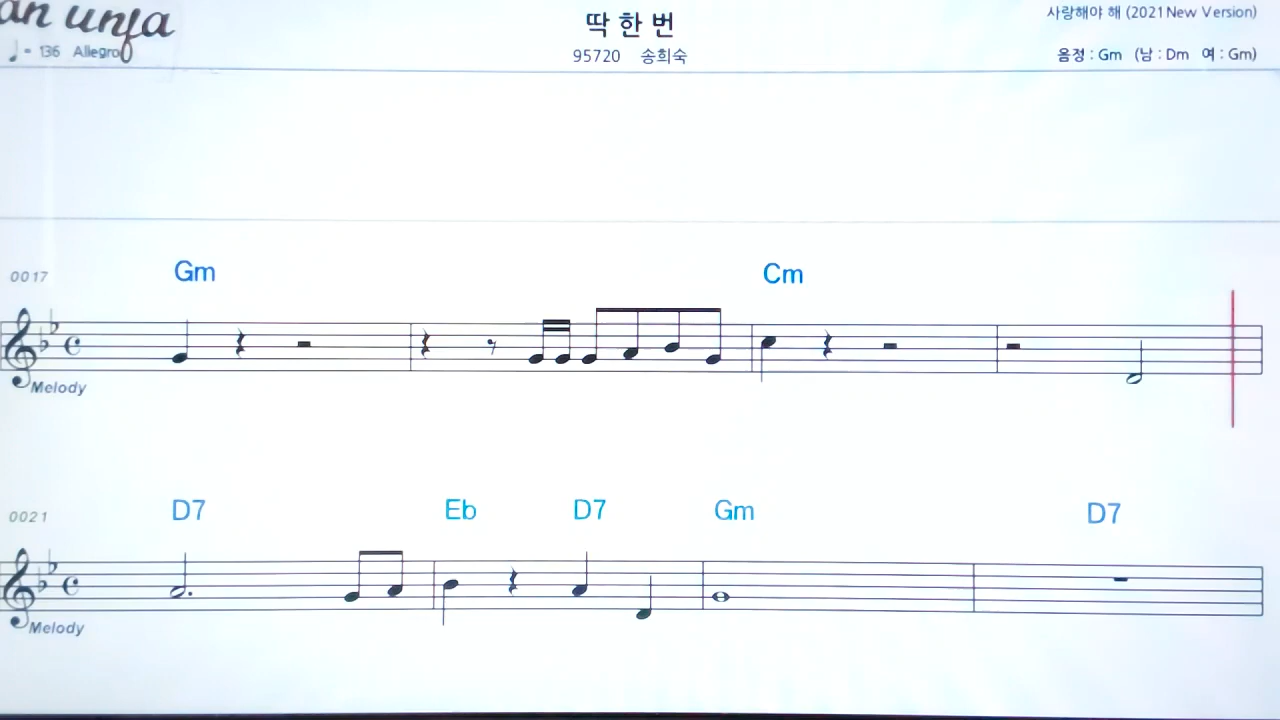 딱 한 번
사랑해야 해 (2021 New Version)
♩ = 136 Allegro
95720 송희숙
음정 : Gm (남 : Dm 여 : Gm)
0017 Gm Cm
Melody
0021 D7 Eb D7 Gm D7
Melody